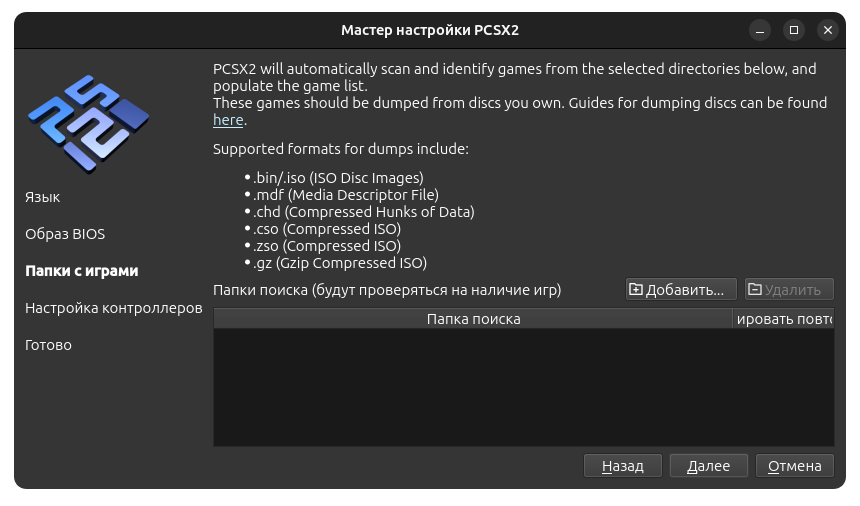 Мастер настройки PCSX2
PCSX2 will automatically scan and identify games from the selected directories below, and
populate the game list.
These games should be dumped from discs you own. Guides for dumping discs can be found
here.
Supported formats for dumps include:
.bin/.iso (ISO Disc Images)
.mdf (Media Descriptor File)
.chd (Compressed Hunks of Data)
.cso (Compressed ISO)
.zso (Compressed ISO)
.gz (Gzip Compressed ISO)
Язык
Образ BIOS
Папки с играми
Настройка контроллеров
Готово
Папки поиска (будут проверяться на наличие игр)
Добавить...
Удалить
Папка поиска
Назад
Далее
Отмена